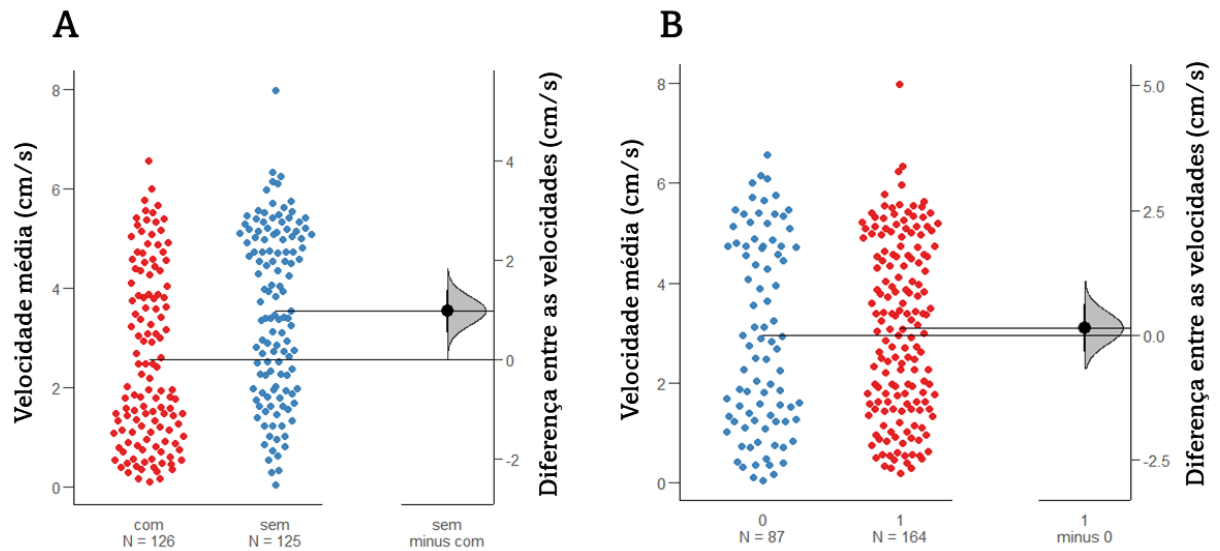 A
Velocidade média (cm/s)
8
6
4
2
0
com
N = 126
sem
N = 125
sem
minus com
4
2
0
-2
Diferença entre as velocidades (cm/s)
B
Velocidade média (cm/s)
8
6
4
2
0
0
N = 87
1
N = 164
1
minus 0
5.0
2.5
0.0
-2.5
Diferença entre as velocidades (cm/s)